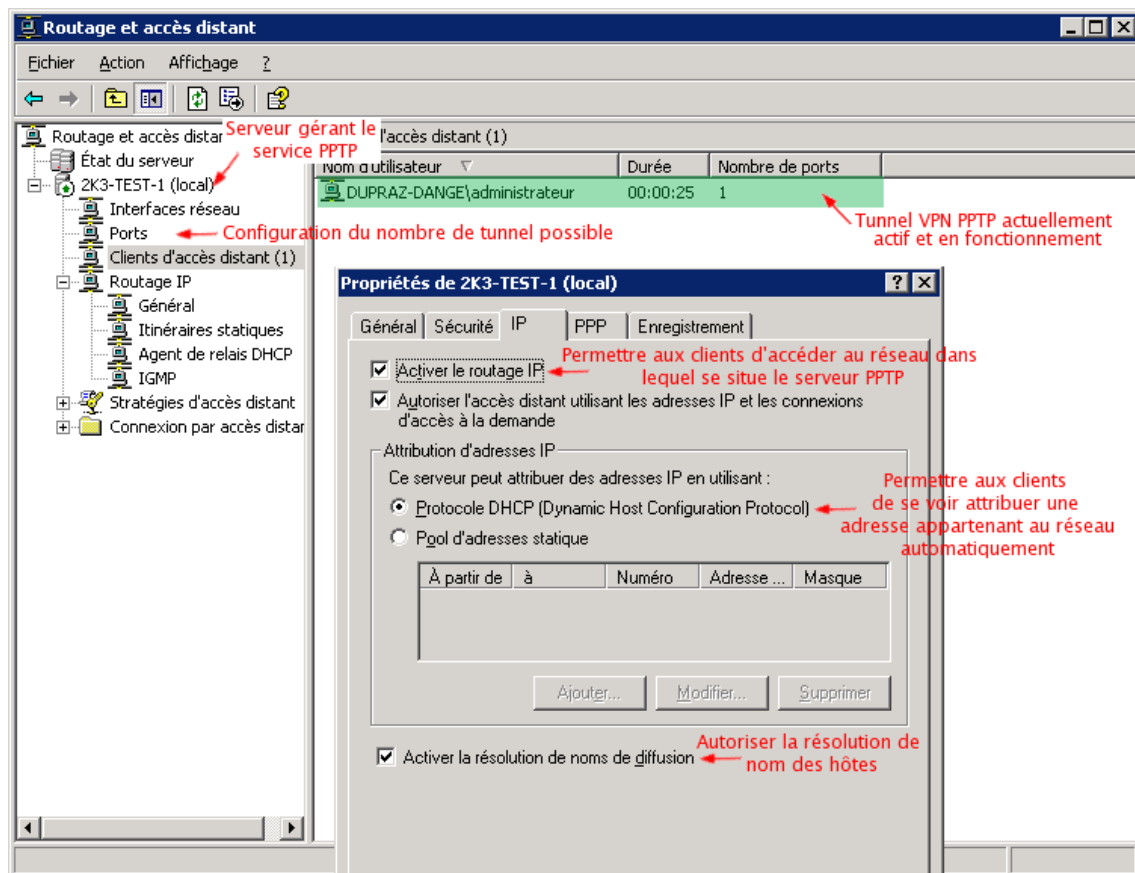 Routage et accès distant
Fichier Action Affichage ?
Routage et accès distar
Serveur gérant le
service PPTP
d'accès distant (1)
État du serveur
2K3-TEST-1 (local)
Interfaces réseau
Ports
Configuration du nombre de tunnel possible
Clients d'accès distant (1)
Routage IP
Général
Itinéraires statiques
Agent de relais DHCP
IGMP
Stratégies d'accès distant
Connexion par accès distar
Nom d'utilisateur Durée Nombre de ports
DUPRAZ-DANGE\administrateur 00:00:25 1
Tunnel VPN PPTP actuellement
actif et en fonctionnement
Propriétés de 2K3-TEST-1 (local)
Général Sécurité IP PPP Enregistrement
Activer le routage IP
Permettre aux clients d'accéder au réseau dans
lequel se situe le serveur PPTP
Autoriser l'accès distant utilisant les adresses IP et les connexions
d'accès à la demande
Attribution d'adresses IP
Ce serveur peut attribuer des adresses IP en utilisant :
Protocole DHCP (Dynamic Host Configuration Protocol)
Permettre aux clients
de se voir attribuer une
adresse appartenant au réseau
automatiquement
Pool d'adresses statique
À partir de à Numéro Adresse ... Masque
Ajouter... Modifier... Supprimer
Activer la résolution de noms de diffusion
Autoriser la résolution de
nom des hôtes